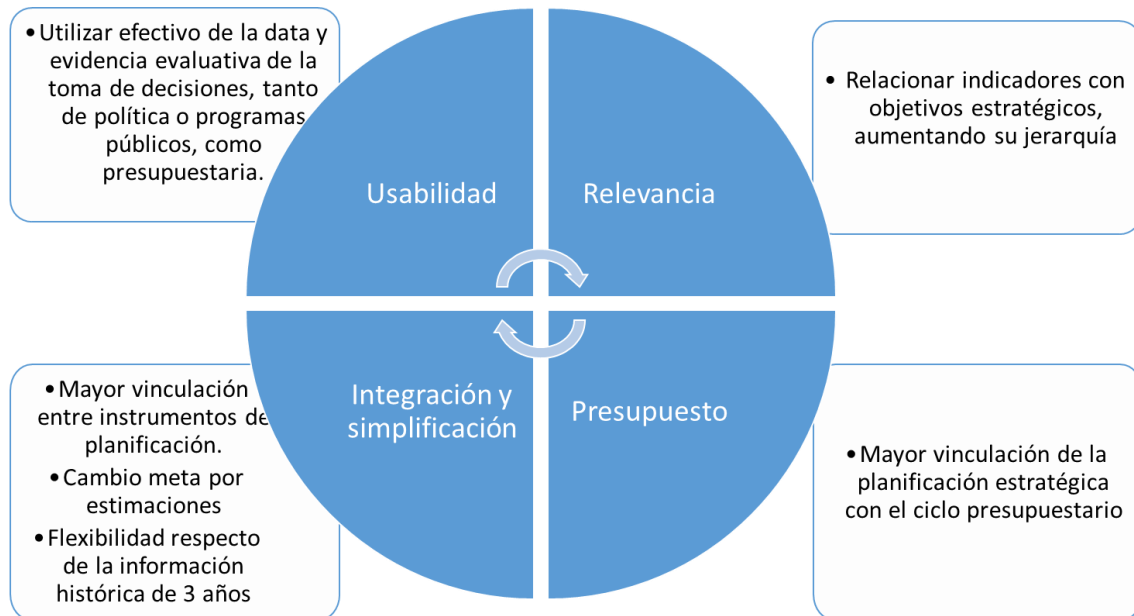 •Utilizar efectivo de la data y
evidencia evaluativa de la
toma de decisiones, tanto
de política o programas
públicos, como
presupuestaria.
Usabilidad
Relevancia
• Relacionar indicadores con
objetivos estratégicos,
aumentando su jerarquía
•Mayor vinculación
entre instrumentos de
planificación.
•Cambio meta por
estimaciones
•Flexibilidad respecto
de la información
histórica de 3 años
Integración y
simplificación
Presupuesto
•Mayor vinculación de la
planificación estratégica
con el ciclo presupuestario